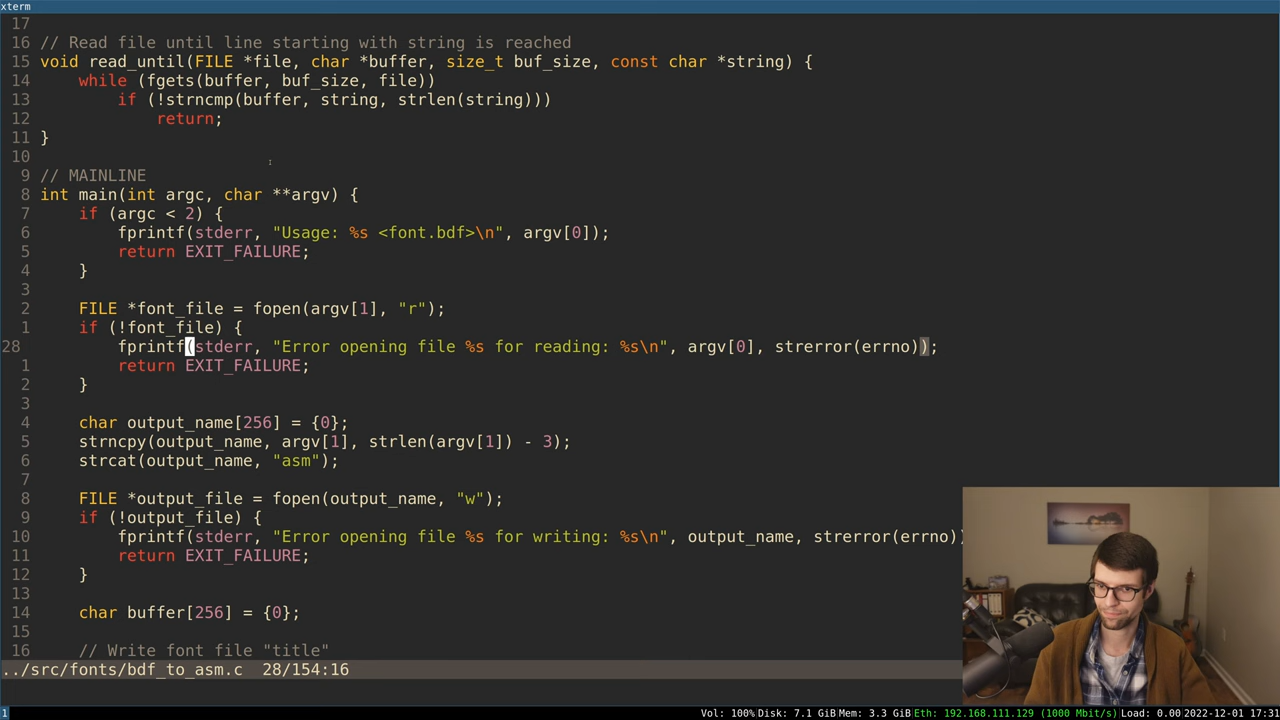 xterm
17
16 // Read file until line starting with string is reached
15 void read_until(FILE *file, char *buffer, size_t buf_size, const char *string) {
14     while (fgets(buffer, buf_size, file))
13         if (!strncmp(buffer, string, strlen(string)))
12             return;
11 }
10
9 // MAINLINE
8 int main(int argc, char **argv) {
7     if (argc < 2) {
6         fprintf(stderr, "Usage: %s <font.bdf>\n", argv[0]);
5         return EXIT_FAILURE;
4     }
3
2     FILE *font_file = fopen(argv[1], "r");
1     if (!font_file) {
28         fprintf(stderr, "Error opening file %s for reading: %s\n", argv[0], strerror(errno));
1         return EXIT_FAILURE;
2     }
3
4     char output_name[256] = {0};
5     strncpy(output_name, argv[1], strlen(argv[1]) - 3);
6     strcat(output_name, "asm");
7
8     FILE *output_file = fopen(output_name, "w");
9     if (!output_file) {
10         fprintf(stderr, "Error opening file %s for writing: %s\n", output_name, strerror(errno)
11         return EXIT_FAILURE;
12     }
13
14     char buffer[256] = {0};
15
16     // Write font file "title"
../src/fonts/bdf_to_asm.c  28/154:16
1 Vol: 100% Disk: 7.1 GiB Mem: 3.3 GiB Eth: 192.168.111.129 (1000 Mbit/s) Load: 0.00 2022-12-01 17:31